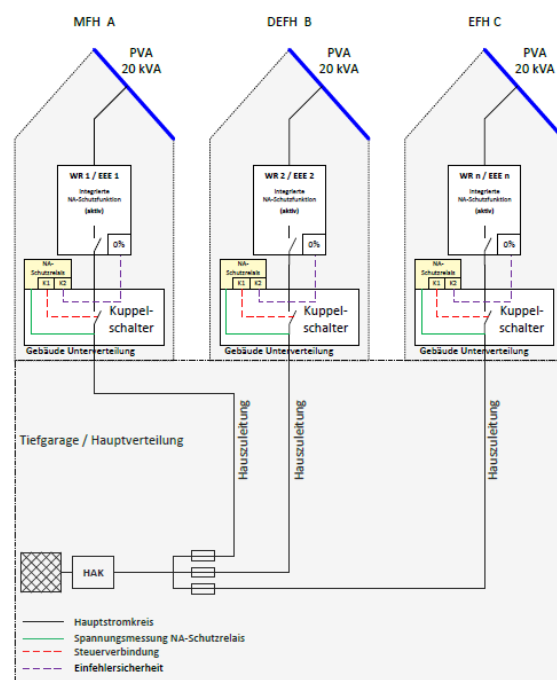 MFH A
DEFH B
EFH C
PVA
20 kVA
PVA
20 kVA
PVA
20 kVA
WR 1 / EEE 1
Integrierte
NA-Schutzfunktion
(aktiv)
0%
WR 2 / EEE 2
Integrierte
NA-Schutzfunktion
(aktiv)
0%
WR n / EEE n
Integrierte
NA-Schutzfunktion
(aktiv)
0%
NA-
Schutzrelais
K1 K2
NA-
Schutzrelais
K1 K2
NA-
Schutzrelais
K1 K2
Kuppel-
schalter
Kuppel-
schalter
Kuppel-
schalter
Gebäude Unterverteilung
Gebäude Unterverteilung
Gebäude Unterverteilung
Tiefgarage / Hauptverteilung
Hauszuleitung
Hauszuleitung
Hauszuleitung
HAK
Hauptstromkreis
Spannungsmessung NA-Schutzrelais
Steuerverbindung
Einfehlersicherheit